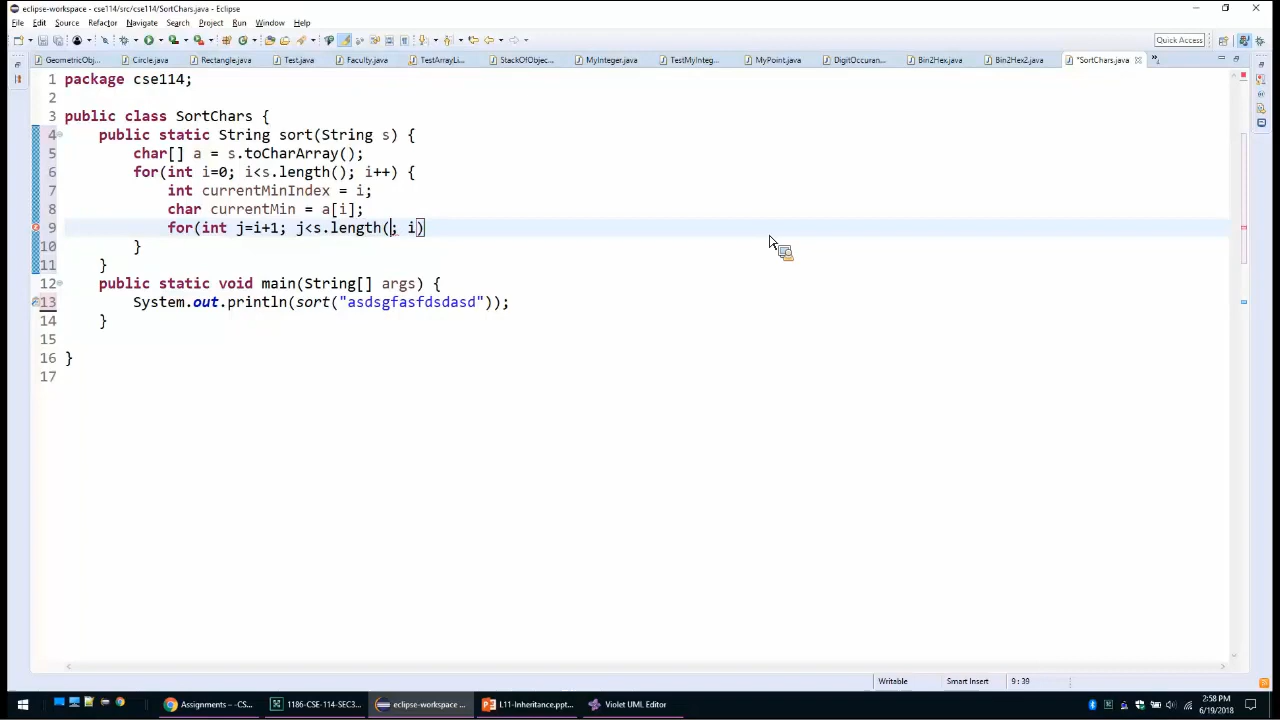 eclipse-workspace - cse114/src/cse114/SortChars.java - Eclipse
File Edit Source Refactor Navigate Search Project Run Window Help
Quick Access
GeometricObj... Circle.java Rectangle.java Test.java Faculty.java TestArrayLi... StackOfObjec... MyInteger.java TestMyInteg... MyPoint.java DigitOccuran... Bin2Hex.java Bin2Hex2.java *SortChars.java
1 package cse114;
2
3 public class SortChars {
4 public static String sort(String s) {
5 char[] a = s.toCharArray();
6 for(int i=0; i<s.length(); i++) {
7 int currentMinIndex = i;
8 char currentMin = a[i];
9 for(int j=i+1; j<s.length(; i)
10 }
11 }
12 public static void main(String[] args) {
13 System.out.println(sort("asdsgfasfdsdasd"));
14 }
15
16 }
17
Writable Smart Insert 9 : 39
Assignments – -CS... 1186-CSE-114-SEC3... eclipse-workspace ... L11-Inheritance.ppt... Violet UML Editor 2:58 PM
6/19/2018